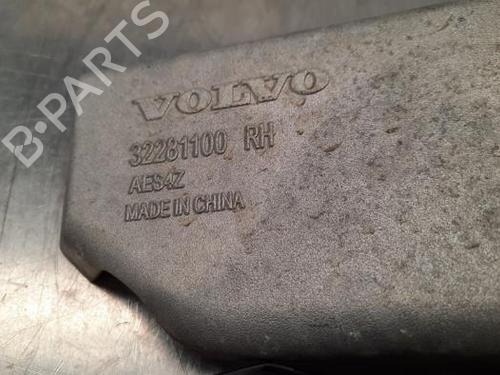 B-PARTS
VOLVO
32281100 RH
AES4Z
MADE IN CHINA